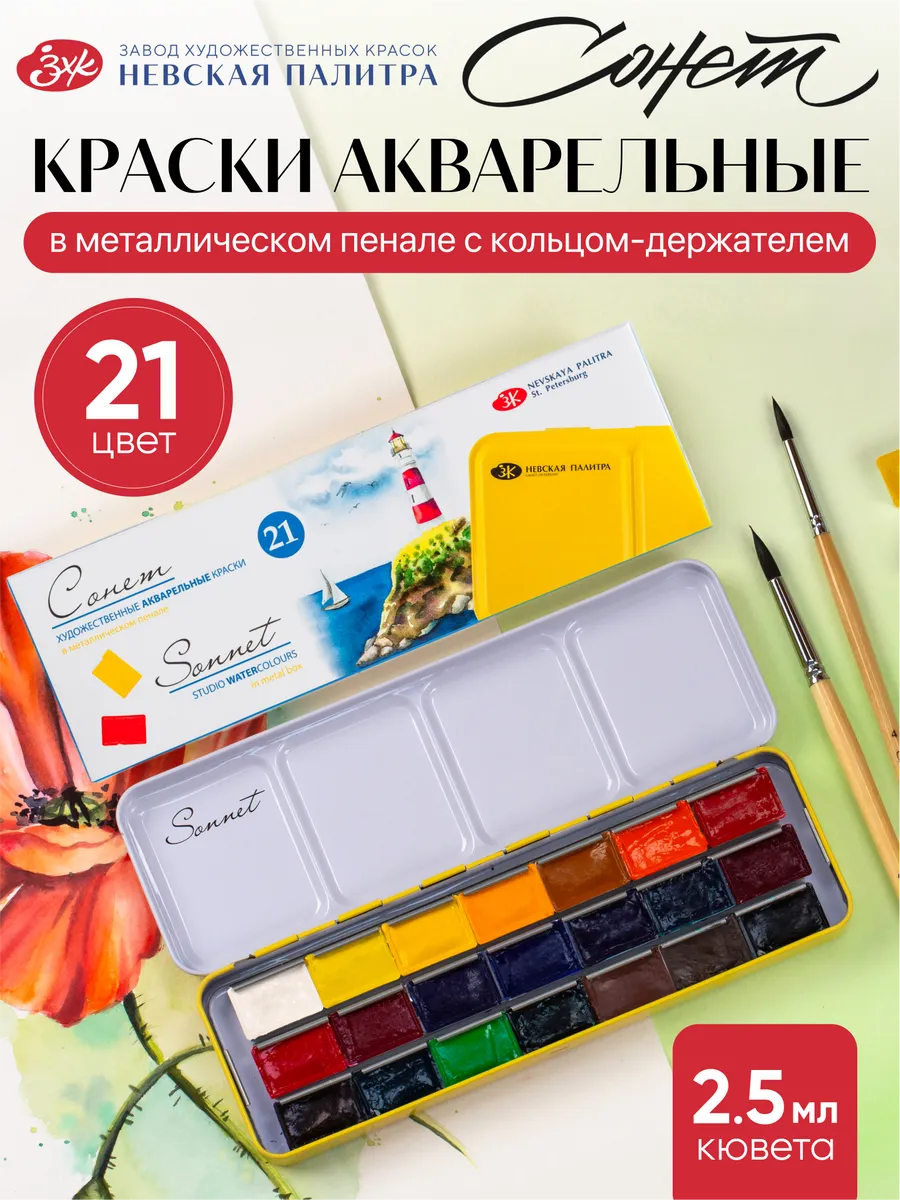 ЗХК
ЗАВОД ХУДОЖЕСТВЕННЫХ КРАСОК
НЕВСКАЯ ПАЛИТРА
Сонет
КРАСКИ АКВАРЕЛЬНЫЕ
в металлическом пенале с кольцом-держателем
21
цвет
ЗК
NEVSKAYA PALITRA
St. Petersburg
ЗК
НЕВСКАЯ ПАЛИТРА
21
Сонет
ХУДОЖЕСТВЕННЫЕ АКВАРЕЛЬНЫЕ КРАСКИ
в металлическом пенале
Sonnet
STUDIO WATERCOLOURS
in metal box
Sonnet
4
2.5 мл
кювета